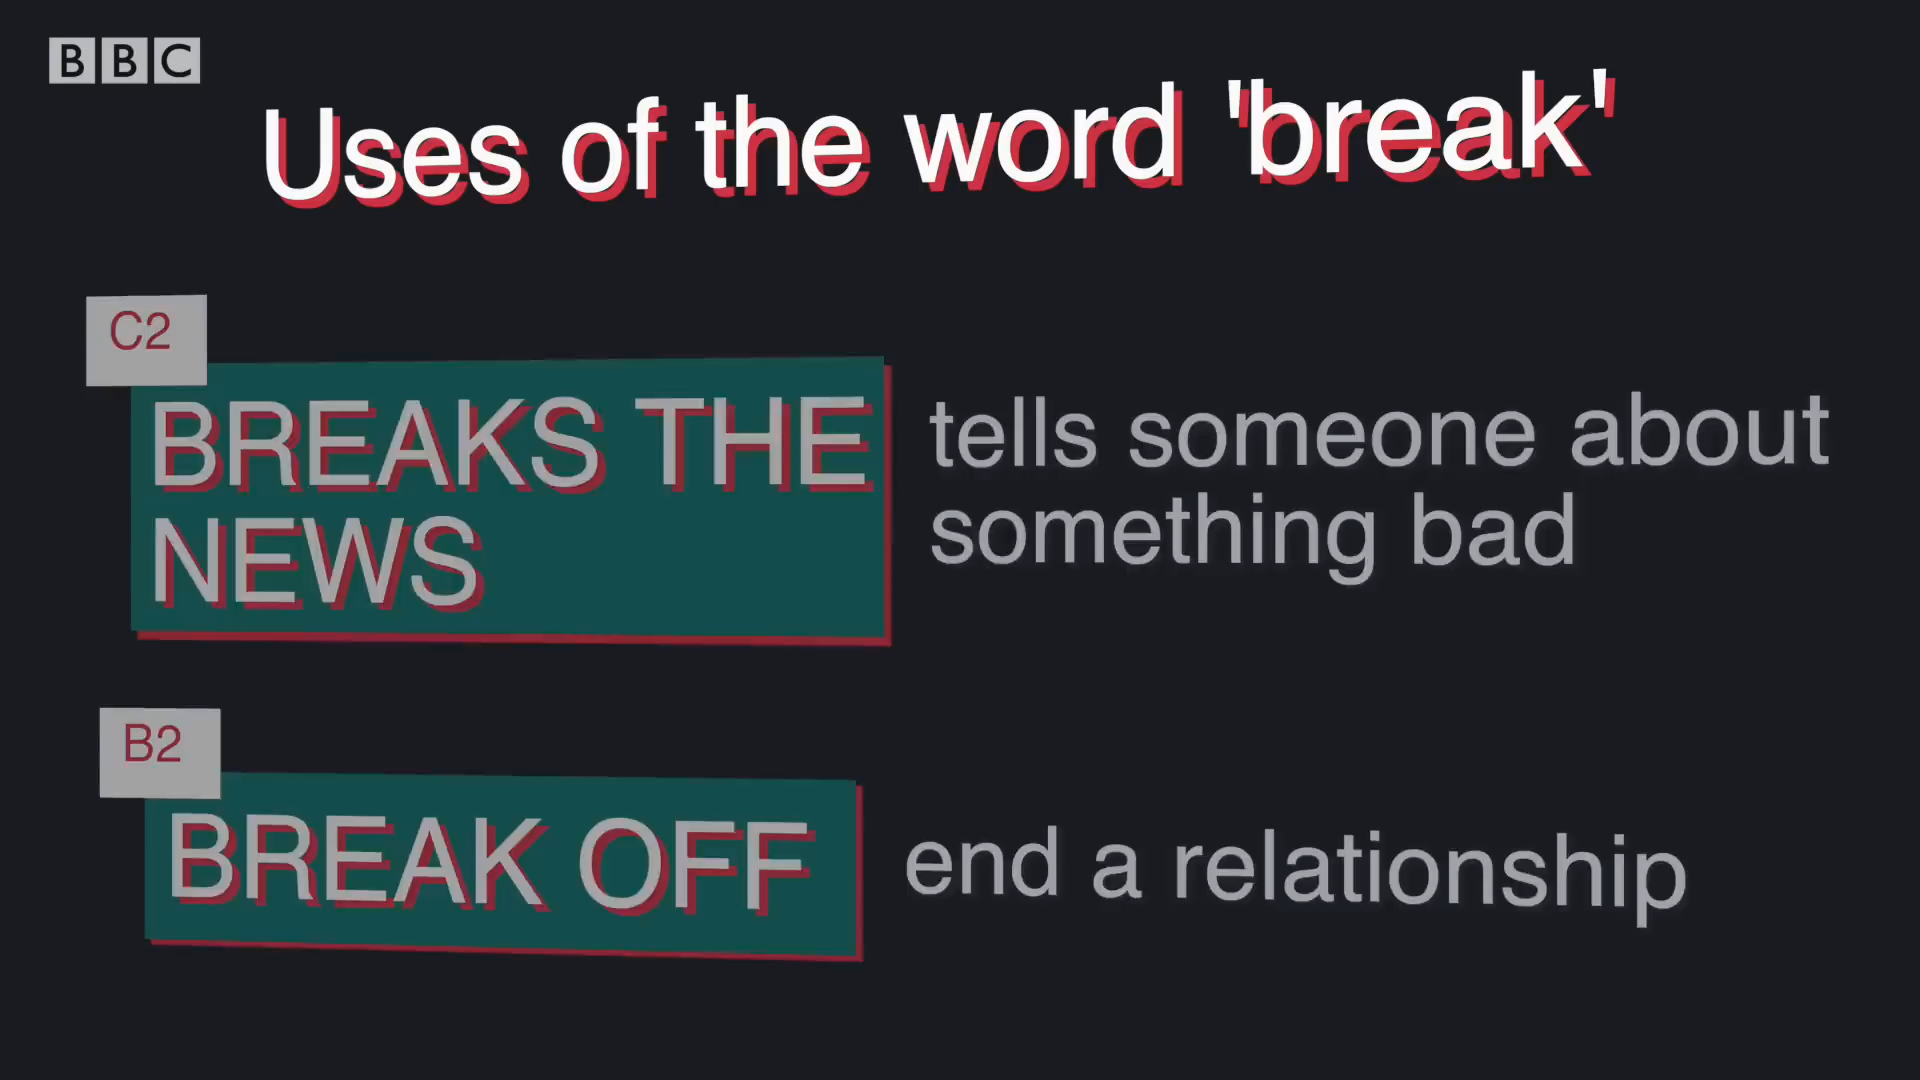 BBC
Uses of the word 'break'
C2
BREAKS THE
NEWS
tells someone about
something bad
B2
BREAK OFF
end a relationship